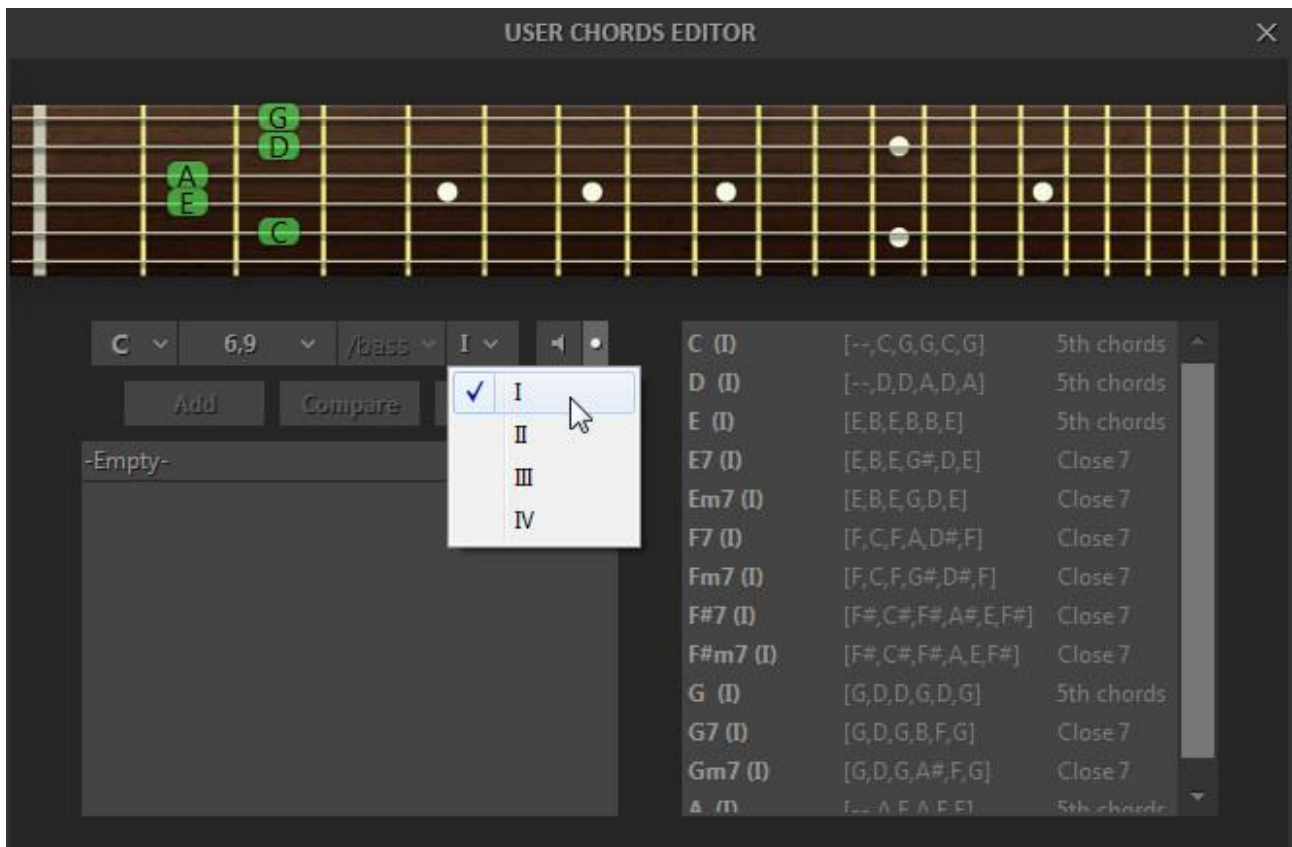 USER CHORDS EDITOR
G
D
A
E
C
C 6,9 /bass I
Add Compare
I
II
III
IV
-Empty-
C (I) [--,C,G,G,C,G] 5th chords
D (I) [--,D,D,A,D,A] 5th chords
E (I) [E,B,E,B,B,E] 5th chords
E7 (I) [E,B,E,G#,D,E] Close 7
Em7 (I) [E,B,E,G,D,E] Close 7
F7 (I) [F,C,F,A,D#,F] Close 7
Fm7 (I) [F,C,F,G#,D#,F] Close 7
F#7 (I) [F#,C#,F#,A#,E,F#] Close 7
F#m7 (I) [F#,C#,F#,A,E,F#] Close 7
G (I) [G,D,D,G,D,G] 5th chords
G7 (I) [G,D,G,B,F,G] Close 7
Gm7 (I) [G,D,G,A#,F,G] Close 7
A (I) 5th chords